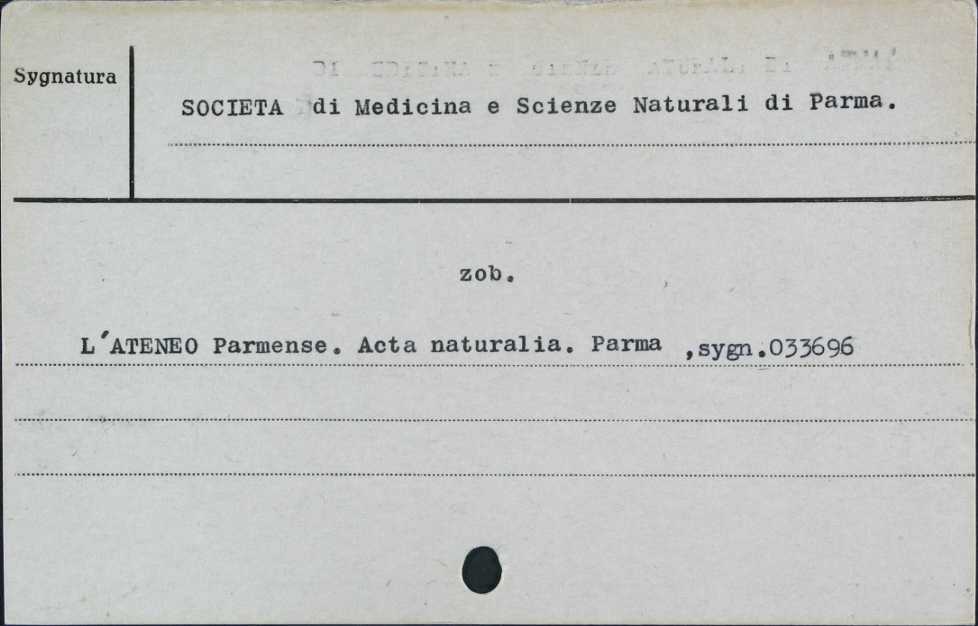 Sygnatura
SOCIETA di Medicina e Scienze Naturali di Parma.
zob.
L'ATENEO Parmense. Acta naturalia. Parma ,sygn.033696